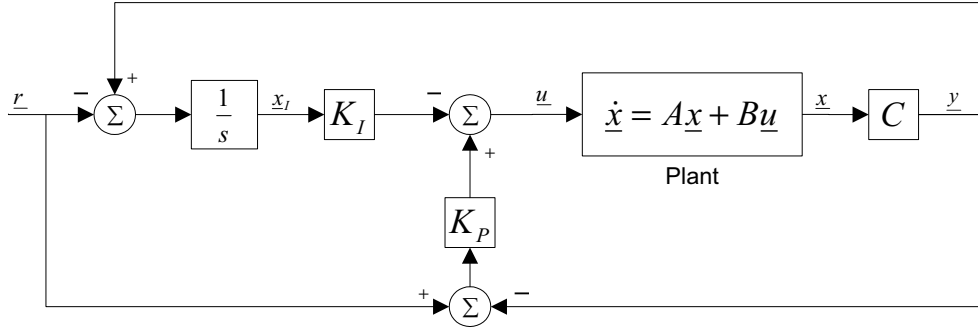 +
r − Σ 1/s x_I K_I − Σ u ẋ = Ax + Bu x C y
Plant
+
K_P
+ Σ −